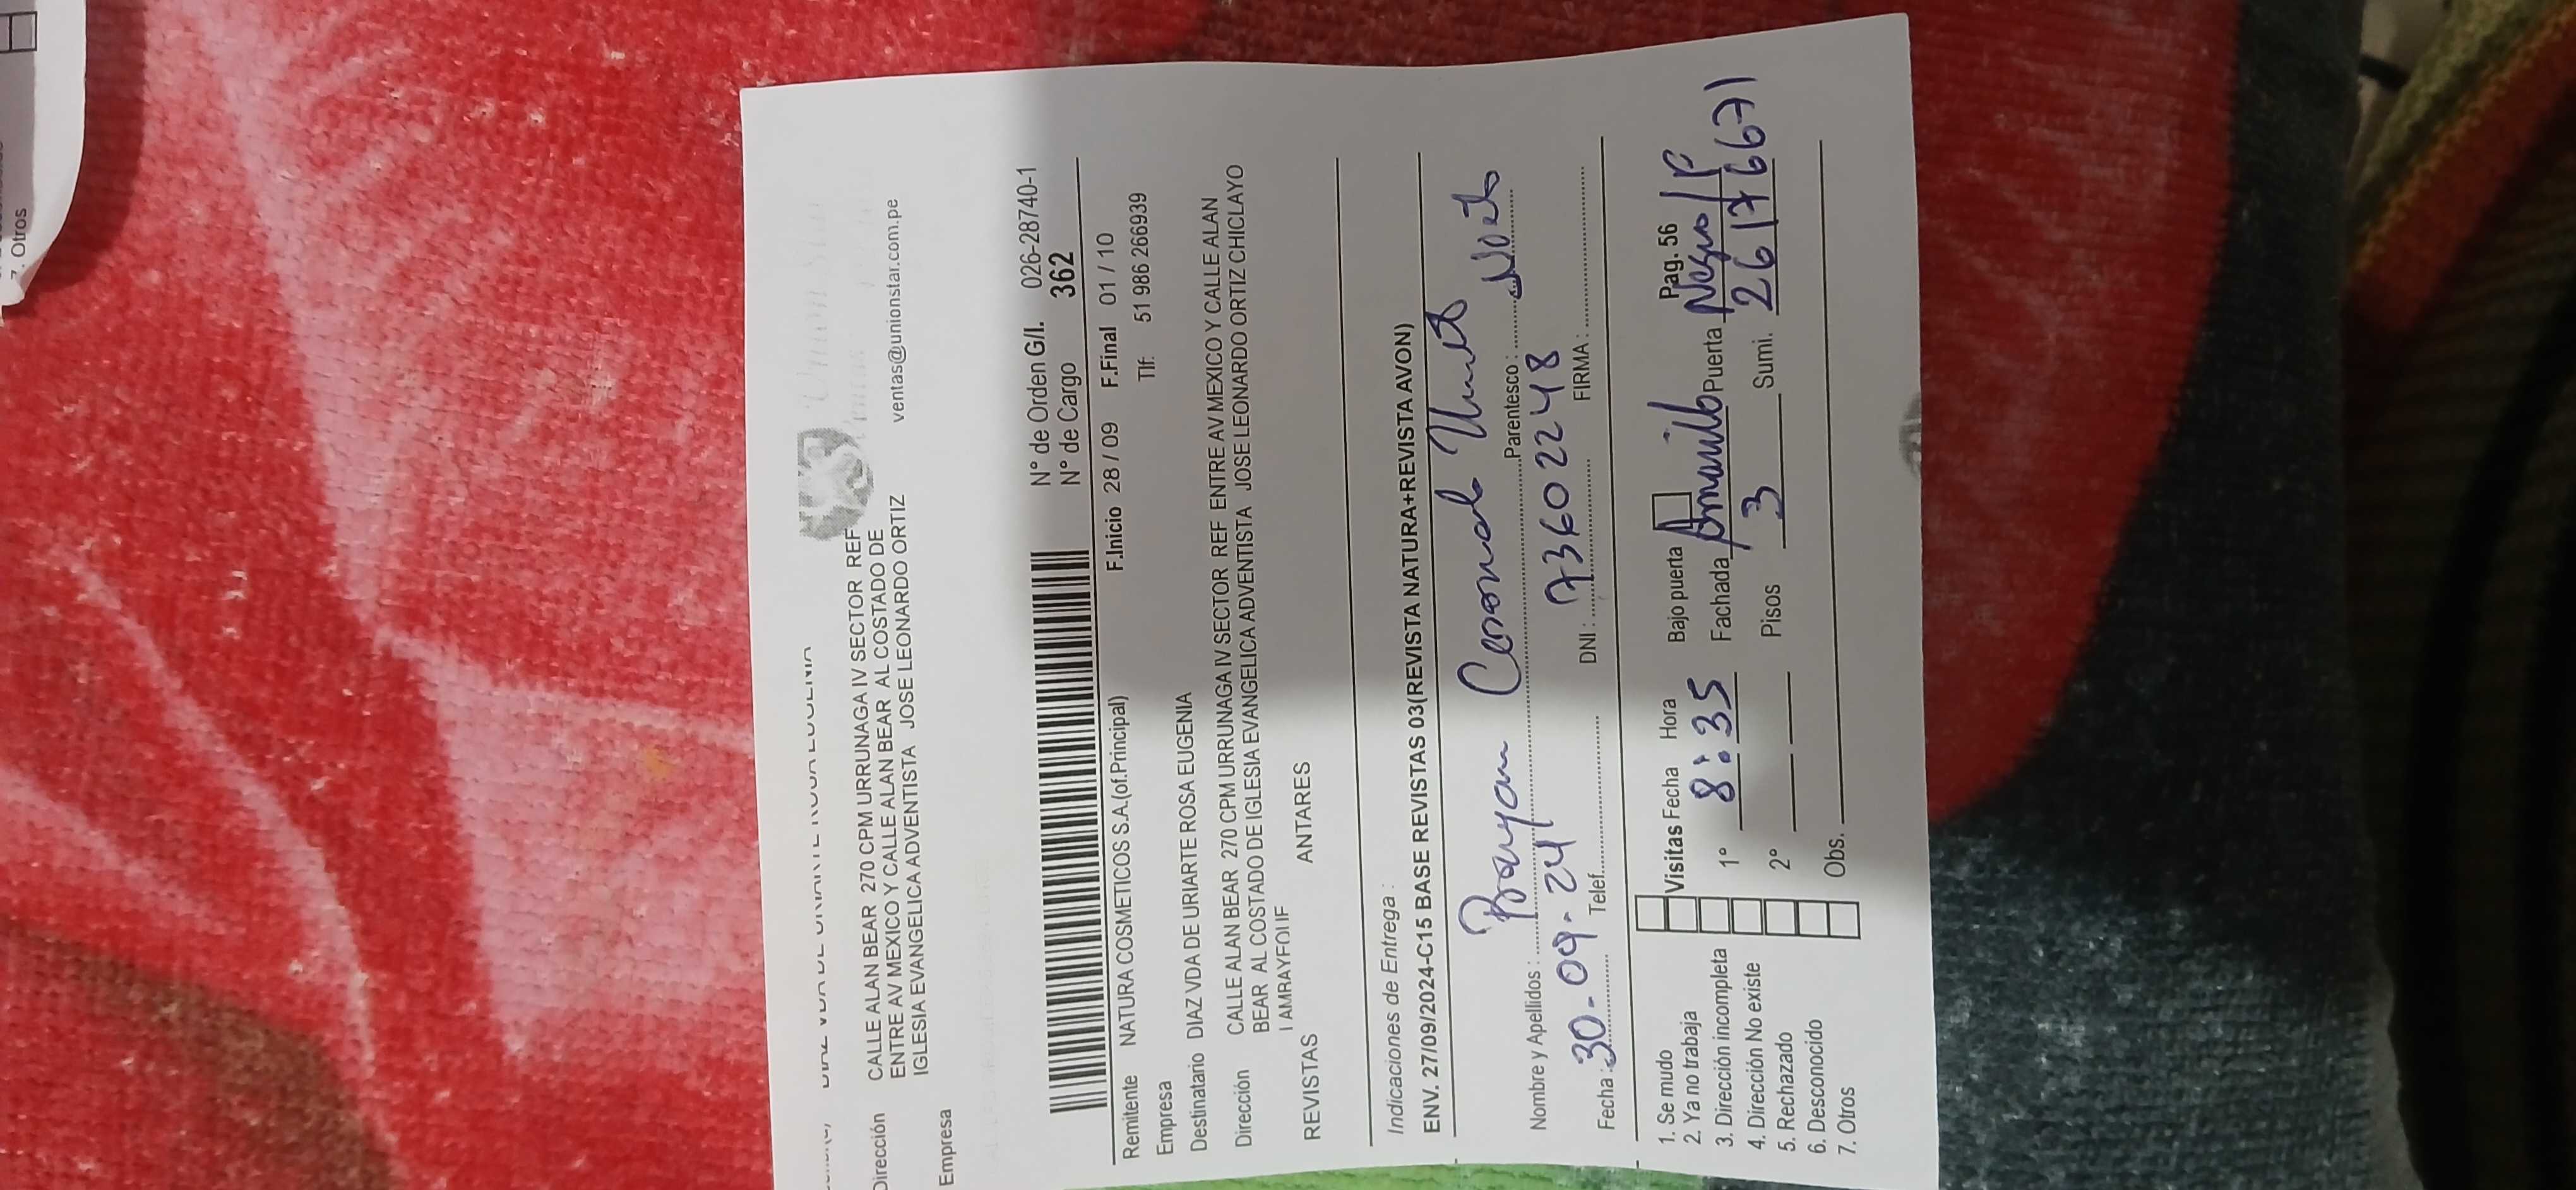 7. Otros
DIAZ VDA DE URIARTE ROSA EUGENIA
Dirección CALLE ALAN BEAR 270 CPM URRUNAGA IV SECTOR REF
ENTRE AV MEXICO Y CALLE ALAN BEAR AL COSTADO DE
IGLESIA EVANGELICA ADVENTISTA JOSE LEONARDO ORTIZ ventas@unionstar.com.pe
Empresa
N° de Orden G/I. 026-28740-1
N° de Cargo 362
Remitente NATURA COSMETICOS S.A.(of.Principal) F.Inicio 28 / 09 F.Final 01 / 10
Empresa Tlf: 51 986 266939
Destinatario DIAZ VDA DE URIARTE ROSA EUGENIA
Dirección CALLE ALAN BEAR 270 CPM URRUNAGA IV SECTOR REF ENTRE AV MEXICO Y CALLE ALAN
BEAR AL COSTADO DE IGLESIA EVANGELICA ADVENTISTA JOSE LEONARDO ORTIZ CHICLAYO
REVISTAS ANTARES
Indicaciones de Entrega :
ENV. 27/09/2024-C15 BASE REVISTAS 03(REVISTA NATURA+REVISTA AVON)
Nombre y Apellidos : Brayan Coronado Parentesco : Nieto
Fecha : 30-09-24 Telef. DNI : 73602248 FIRMA :
Pag. 56
1. Se mudo
2. Ya no trabaja
3. Dirección incompleta
4. Dirección No existe
5. Rechazado
6. Desconocido
7. Otros
Visitas Fecha Hora Bajo puerta
1° 8:35 Fachada Amarillo Puerta Negro
2° Pisos 3 Sumi. 26176671
Obs.